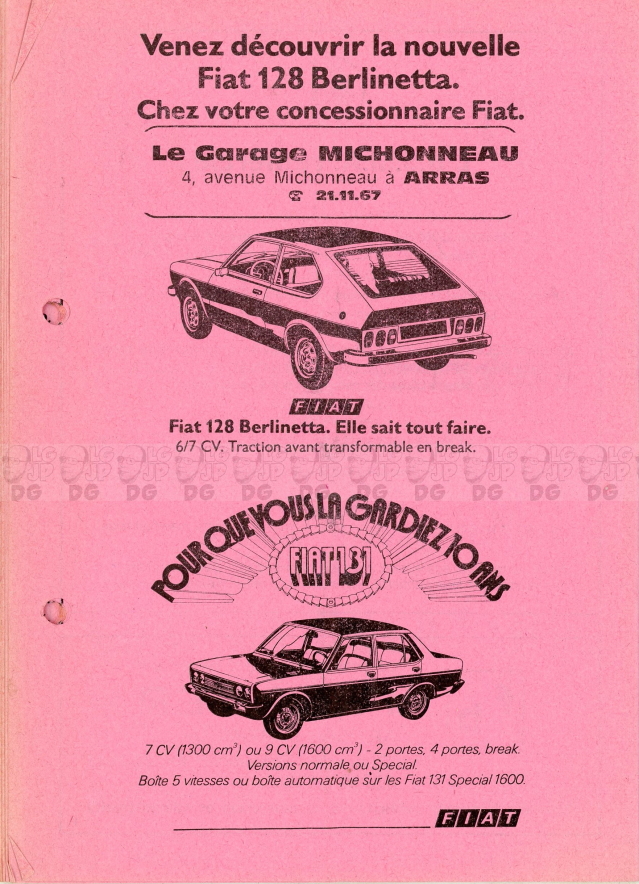 Venez découvrir la nouvelle
Fiat 128 Berlinetta.
Chez votre concessionnaire Fiat.
Le Garage MICHONNEAU
4, avenue Michonneau à ARRAS
☎ 21.11.67
FIAT
Fiat 128 Berlinetta. Elle sait tout faire.
6/7 CV. Traction avant transformable en break.
POUR QUE VOUS LA GARDIEZ 10 ANS
FIAT 131
7 CV (1300 cm³) ou 9 CV (1600 cm³) - 2 portes, 4 portes, break.
Versions normale ou Special.
Boîte 5 vitesses ou boîte automatique sur les Fiat 131 Special 1600.
FIAT